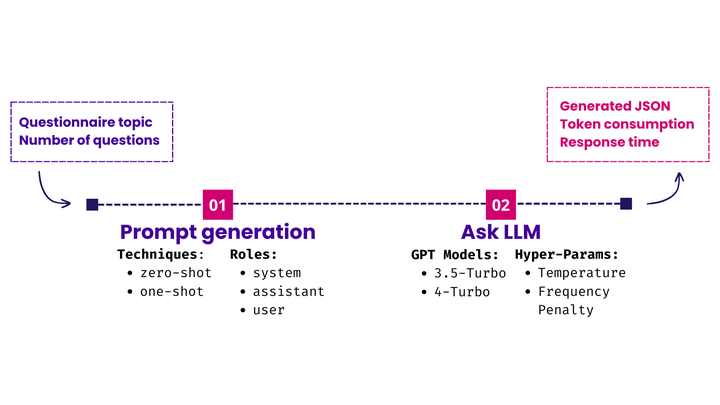 Questionnaire topic
Number of questions
Generated JSON
Token consumption
Response time
01
02
Prompt generation
Techniques:
zero-shot
one-shot
Roles:
system
assistant
user
Ask LLM
GPT Models:
3.5-Turbo
4-Turbo
Hyper-Params:
Temperature
Frequency
Penalty